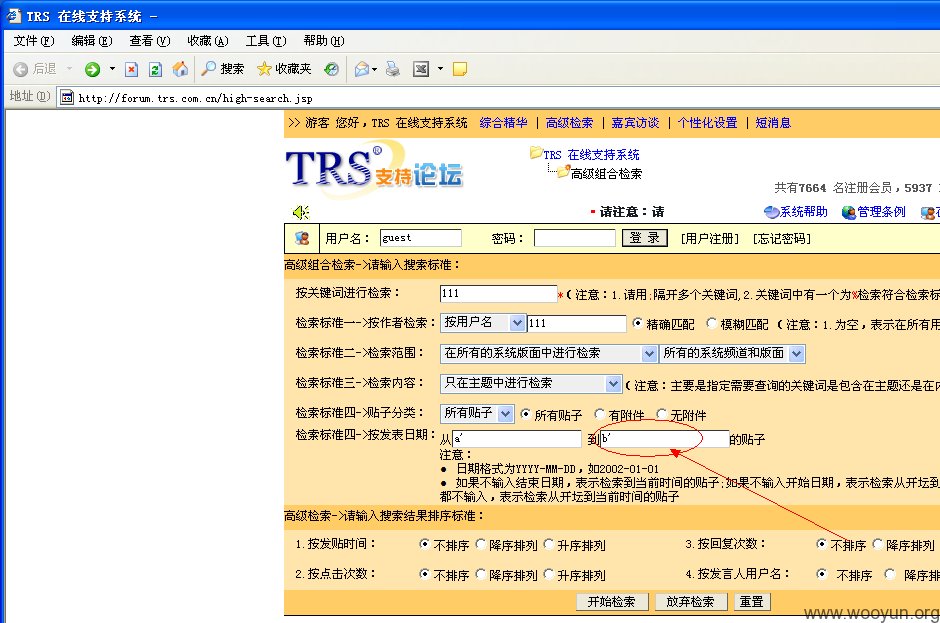 TRS 在线支持系统 -
文件(F) 编辑(E) 查看(V) 收藏(A) 工具(T) 帮助(H)
后退 搜索 收藏夹
地址(D) http://forum.trs.com.cn/high-search.jsp
>> 游客 您好，TRS 在线支持系统 综合精华 | 高级检索 | 嘉宾访谈 | 个性化设置 | 短消息
TRS® 支持论坛
TRS 在线支持系统
高级组合检索
共有7664 名注册会员，5937
请注意：请
系统帮助 管理条例 在
用户名： guest 密码： 登 录 [用户注册] [忘记密码]
高级组合检索->请输入搜索标准：
按关键词进行检索： 111 *(注意：1.请用;隔开多个关键词,2.关键词中有一个为%检索符合检索标
检索标准一->按作者检索： 按用户名 111 精确匹配 模糊匹配 (注意：1.为空，表示在所有用
检索标准二->检索范围： 在所有的系统版面中进行检索 所有的系统频道和版面
检索标准三->检索内容： 只在主题中进行检索 (注意：主要是指定需要查询的关键词是包含在主题还是在内
检索标准四->贴子分类： 所有贴子 所有贴子 有附件 无附件
检索标准四->按发表日期： 从 a' 到 b' 的贴子
注意：
● 日期格式为YYYY-MM-DD，如2002-01-01
● 如果不输入结束日期，表示检索到当前时间的贴子;如果不输入开始日期，表示检索从开坛到
都不输入，表示检索从开坛到当前时间的贴子
高级检索->请输入搜索结果排序标准：
1.按发贴时间： 不排序 降序排列 升序排列 3.按回复次数： 不排序 降序排列
2.按点击次数： 不排序 降序排列 升序排列 4.按发言人用户名： 不排序 降序排
开始检索 放弃检索 重置
www.wooyun.org